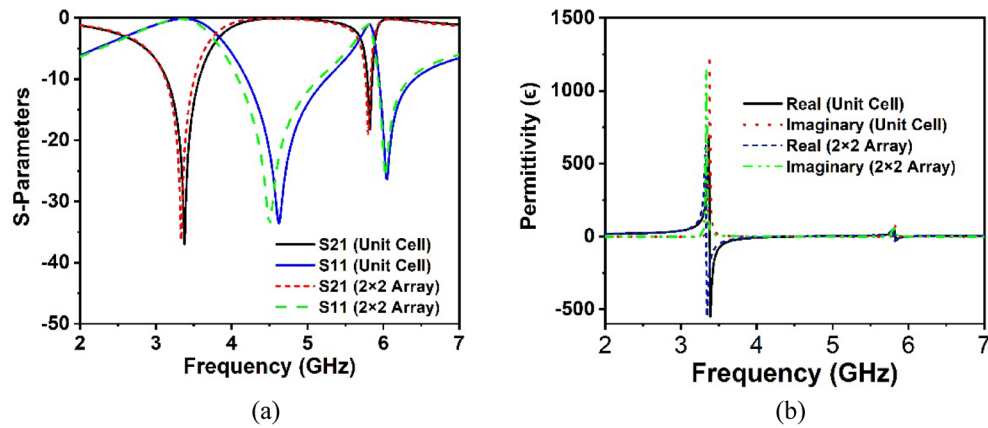 0
-10
-20
-30
-40
-50
S-Parameters
S21 (Unit Cell)
S11 (Unit Cell)
S21 (2×2 Array)
S11 (2×2 Array)
2 3 4 5 6 7
Frequency (GHz)
(a)
1500
1000
500
0
-500
Permittivity (ϵ)
Real (Unit Cell)
Imaginary (Unit Cell)
Real (2×2 Array)
Imaginary (2×2 Array)
2 3 4 5 6 7
Frequency (GHz)
(b)